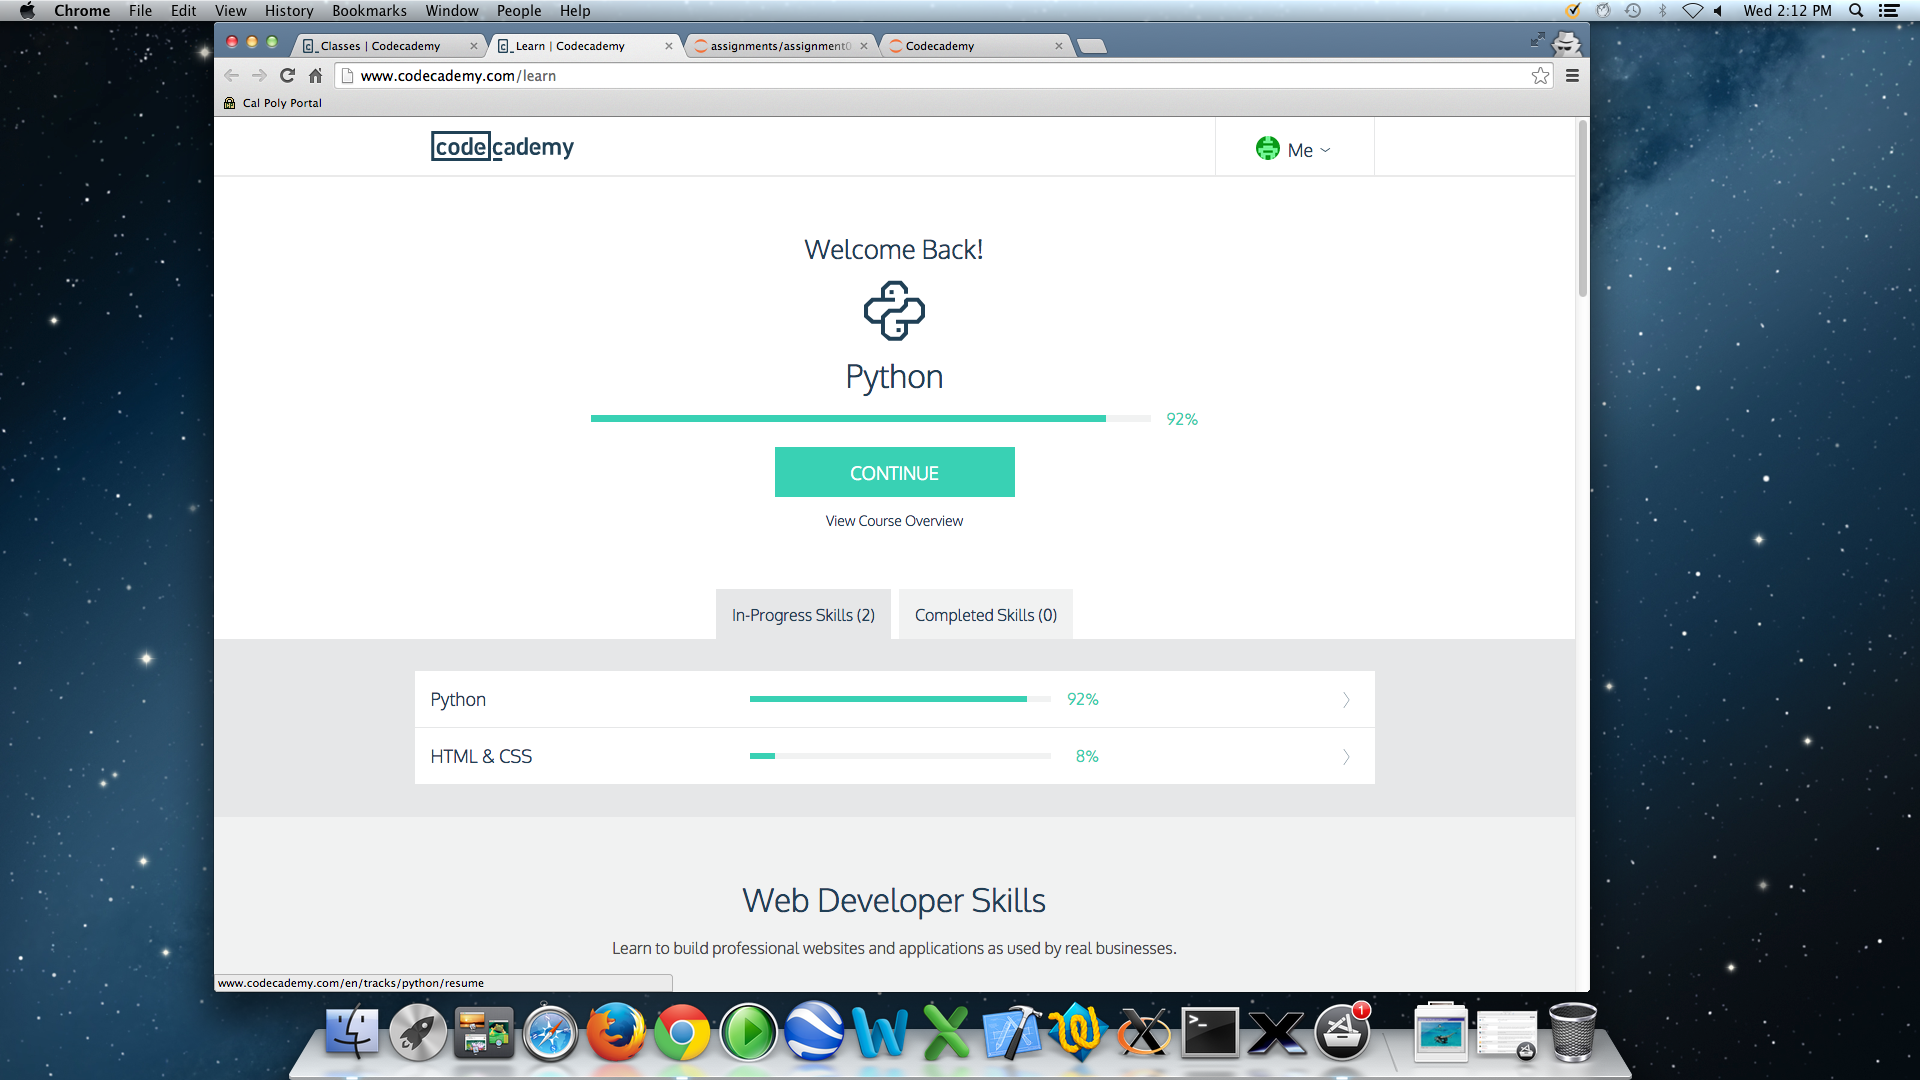 Chrome File Edit View History Bookmarks Window People Help Wed 2:12 PM
Classes | Codecademy Learn | Codecademy assignments/assignment0 Codecademy
www.codecademy.com/learn
Cal Poly Portal
codecademy Me
Welcome Back!
Python
92%
CONTINUE
View Course Overview
In-Progress Skills (2) Completed Skills (0)
Python 92%
HTML & CSS 8%
Web Developer Skills
Learn to build professional websites and applications as used by real businesses.
www.codecademy.com/en/tracks/python/resume
1